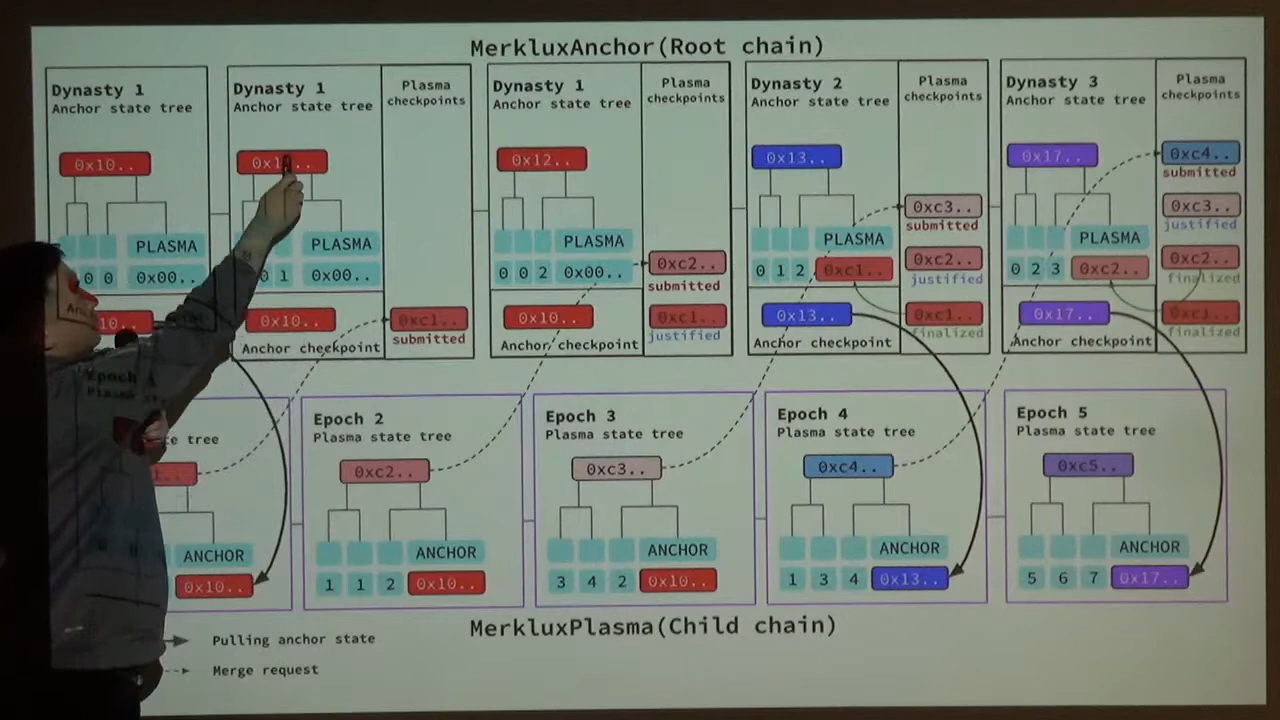 MerkluxAnchor(Root chain)
Dynasty 1
Anchor state tree
0x10..
PLASMA
0 0 0x00..
10..
Dynasty 1
Anchor state tree
Plasma
checkpoints
PLASMA
0 1 0x00..
0x10..
Anchor checkpoint
0xc1..
submitted
Dynasty 1
Anchor state tree
Plasma
checkpoints
0x12..
PLASMA
0 0 2 0x00..
0xc2..
submitted
0x10..
0xc1..
Anchor checkpoint
justified
Dynasty 2
Anchor state tree
Plasma
checkpoints
0x13..
0xc3..
submitted
PLASMA
0 1 2 0xc1..
0xc2..
justified
0x13..
0xc1..
Anchor checkpoint
finalized
Dynasty 3
Anchor state tree
Plasma
checkpoints
0x17..
0xc4..
submitted
0xc3..
justified
PLASMA
0 2 3 0xc2..
0xc2..
finalized
0x17..
0xc1..
Anchor checkpoint
finalized
Epoch
Plasma
te tree
ANCHOR
0x10..
Epoch 2
Plasma state tree
0xc2..
ANCHOR
1 1 2 0x10..
Epoch 3
Plasma state tree
0xc3..
ANCHOR
3 4 2 0x10..
Epoch 4
Plasma state tree
0xc4..
ANCHOR
1 3 4 0x13..
Epoch 5
Plasma state tree
0xc5..
ANCHOR
5 6 7 0x17..
MerkluxPlasma(Child chain)
Pulling anchor state
Merge request